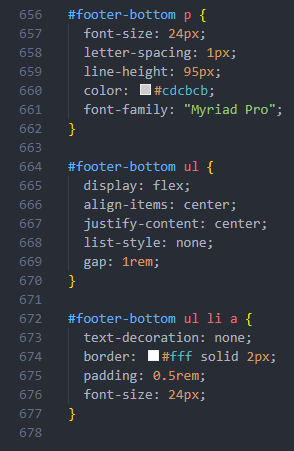 656 #footer-bottom p {
657   font-size: 24px;
658   letter-spacing: 1px;
659   line-height: 95px;
660   color: #cdcbcb;
661   font-family: "Myriad Pro";
662 }
663
664 #footer-bottom ul {
665   display: flex;
666   align-items: center;
667   justify-content: center;
668   list-style: none;
669   gap: 1rem;
670 }
671
672 #footer-bottom ul li a {
673   text-decoration: none;
674   border: #fff solid 2px;
675   padding: 0.5rem;
676   font-size: 24px;
677 }
678